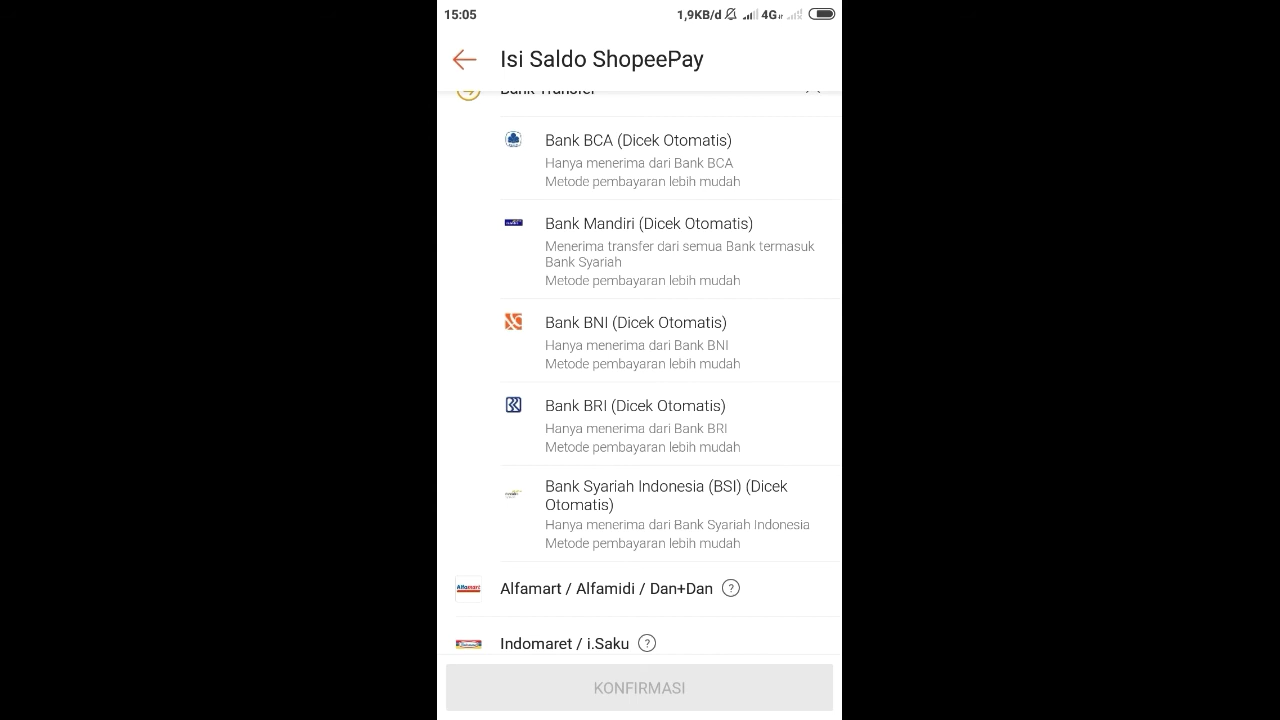 15:05
1,9KB/d
4G
Isi Saldo ShopeePay
Bank Transfer
Bank BCA (Dicek Otomatis)
Hanya menerima dari Bank BCA
Metode pembayaran lebih mudah
Bank Mandiri (Dicek Otomatis)
Menerima transfer dari semua Bank termasuk
Bank Syariah
Metode pembayaran lebih mudah
Bank BNI (Dicek Otomatis)
Hanya menerima dari Bank BNI
Metode pembayaran lebih mudah
Bank BRI (Dicek Otomatis)
Hanya menerima dari Bank BRI
Metode pembayaran lebih mudah
Bank Syariah Indonesia (BSI) (Dicek
Otomatis)
Hanya menerima dari Bank Syariah Indonesia
Metode pembayaran lebih mudah
Alfamart
Alfamart / Alfamidi / Dan+Dan ?
Indomaret / i.Saku ?
KONFIRMASI